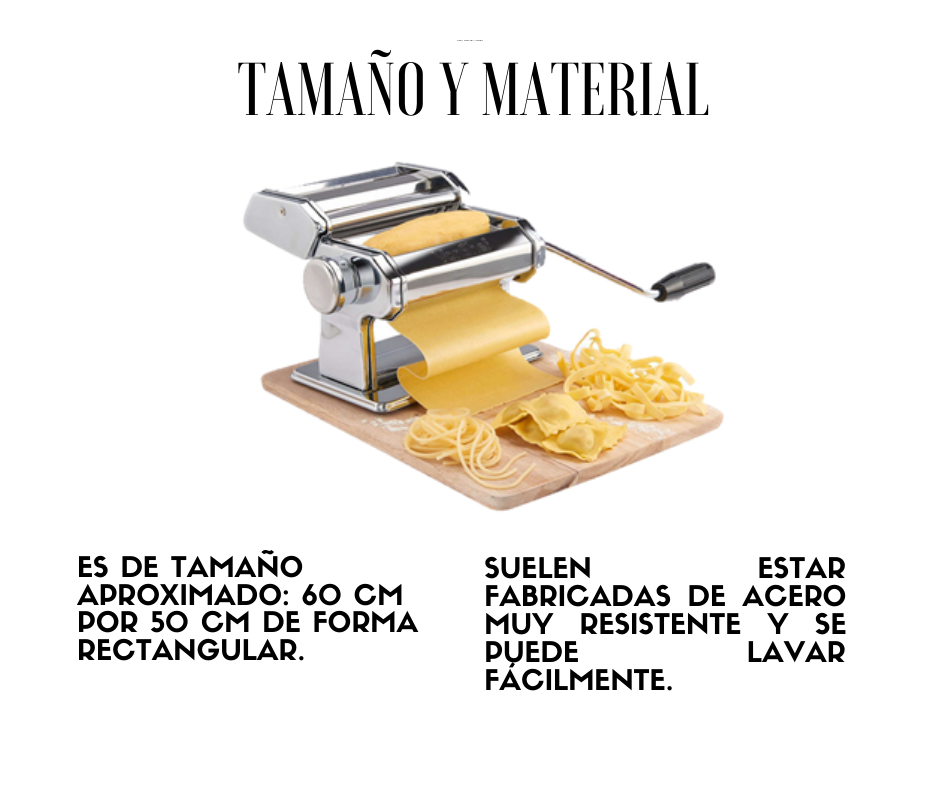 TAMAÑO Y MATERIAL
ES DE TAMAÑO
APROXIMADO: 60 CM
POR 50 CM DE FORMA
RECTANGULAR.
SUELEN ESTAR
FABRICADAS DE ACERO
MUY RESISTENTE Y SE
PUEDE LAVAR
FÁCILMENTE.